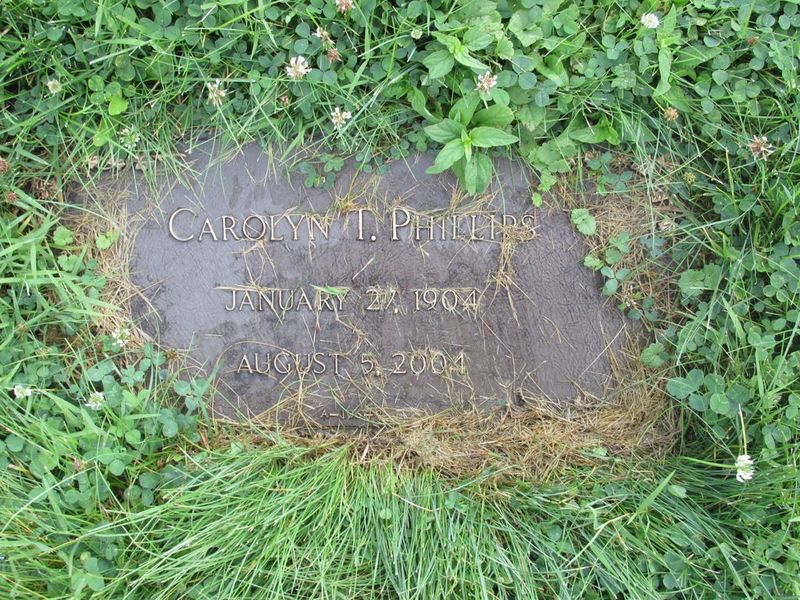 CAROLYN T. PHILLIPS
JANUARY 27, 1904
AUGUST 5, 2004